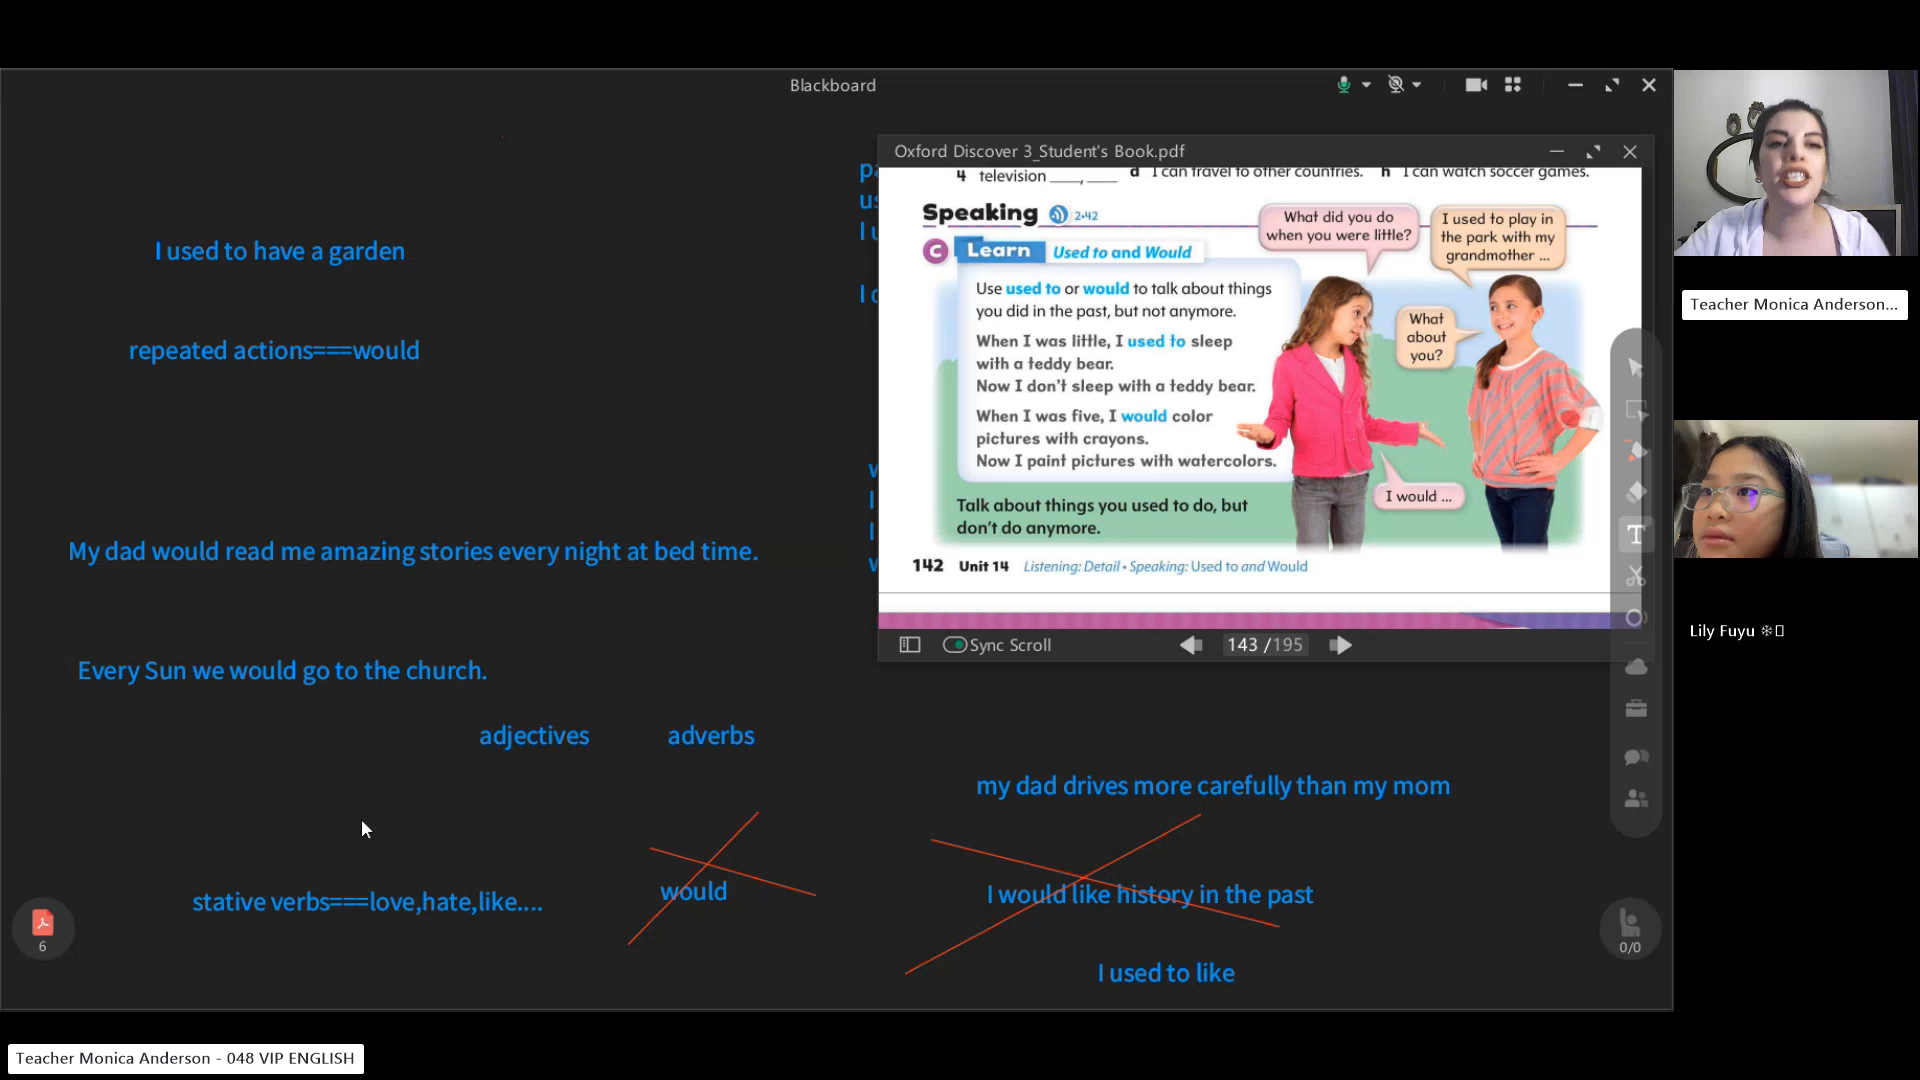 Blackboard
I used to have a garden
repeated actions===would
My dad would read me amazing stories every night at bed time.
Every Sun we would go to the church.
adjectives
adverbs
stative verbs===love,hate,like....
would
my dad drives more carefully than my mom
I would like history in the past
I used to like
Oxford Discover 3_Student's Book.pdf
4 television ____, ____ d I can travel to other countries. h I can watch soccer games.
Speaking 2•42
C Learn Used to and Would
Use used to or would to talk about things
you did in the past, but not anymore.
When I was little, I used to sleep
with a teddy bear.
Now I don't sleep with a teddy bear.
When I was five, I would color
pictures with crayons.
Now I paint pictures with watercolors.
Talk about things you used to do, but
don't do anymore.
What did you do
when you were little?
I used to play in
the park with my
grandmother ...
What
about
you?
I would ...
142 Unit 14 Listening: Detail • Speaking: Used to and Would
Sync Scroll
143 /195
6
0/0
Teacher Monica Anderson...
Lily Fuyu
Teacher Monica Anderson - 048 VIP ENGLISH